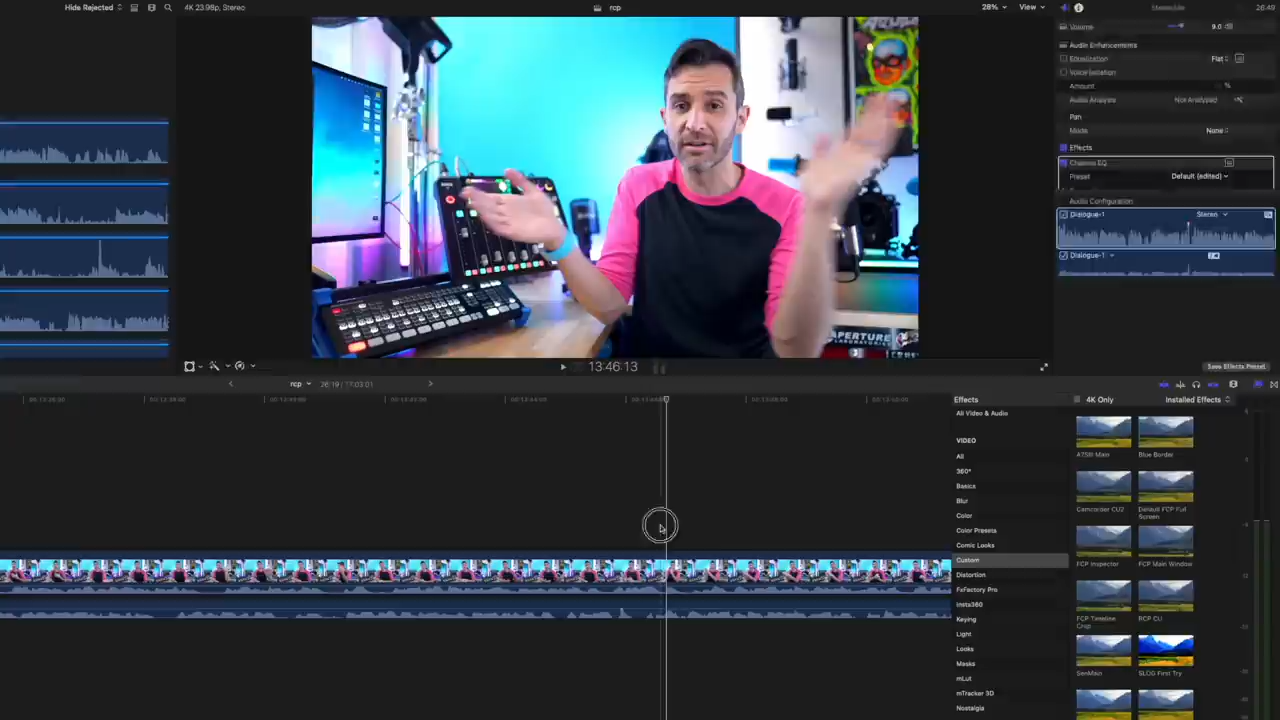 Hide Rejected
4K 23.98p, Stereo
rcp
28%
View
26:49
Volume
9.0 dB
Audio Enhancements
Equalization
Flat
Voice Isolation
Amount
%
Audio Analysis
Not Analyzed
Pan
Mode
None
Effects
Channel EQ
Preset
Default (edited)
Audio Configuration
Dialogue-1
Stereo
Dialogue-1
APERTURE
LABORATORIES
13:46:13
Save Effects Preset
rcp
Effects
4K Only
Installed Effects
All Video & Audio
VIDEO
All
360°
Basics
Blur
Color
Color Presets
Comic Looks
Custom
Distortion
FxFactory Pro
Insta360
Keying
Light
Looks
Masks
mLut
mTracker 3D
Nostalgia
A7SIII Main
Blue Border
Camcorder CU2
Default FCP Full
Screen
FCP Inspector
FCP Main Window
FCP Timeline
Crop
RCP CU
SenMain
SLOG First Try